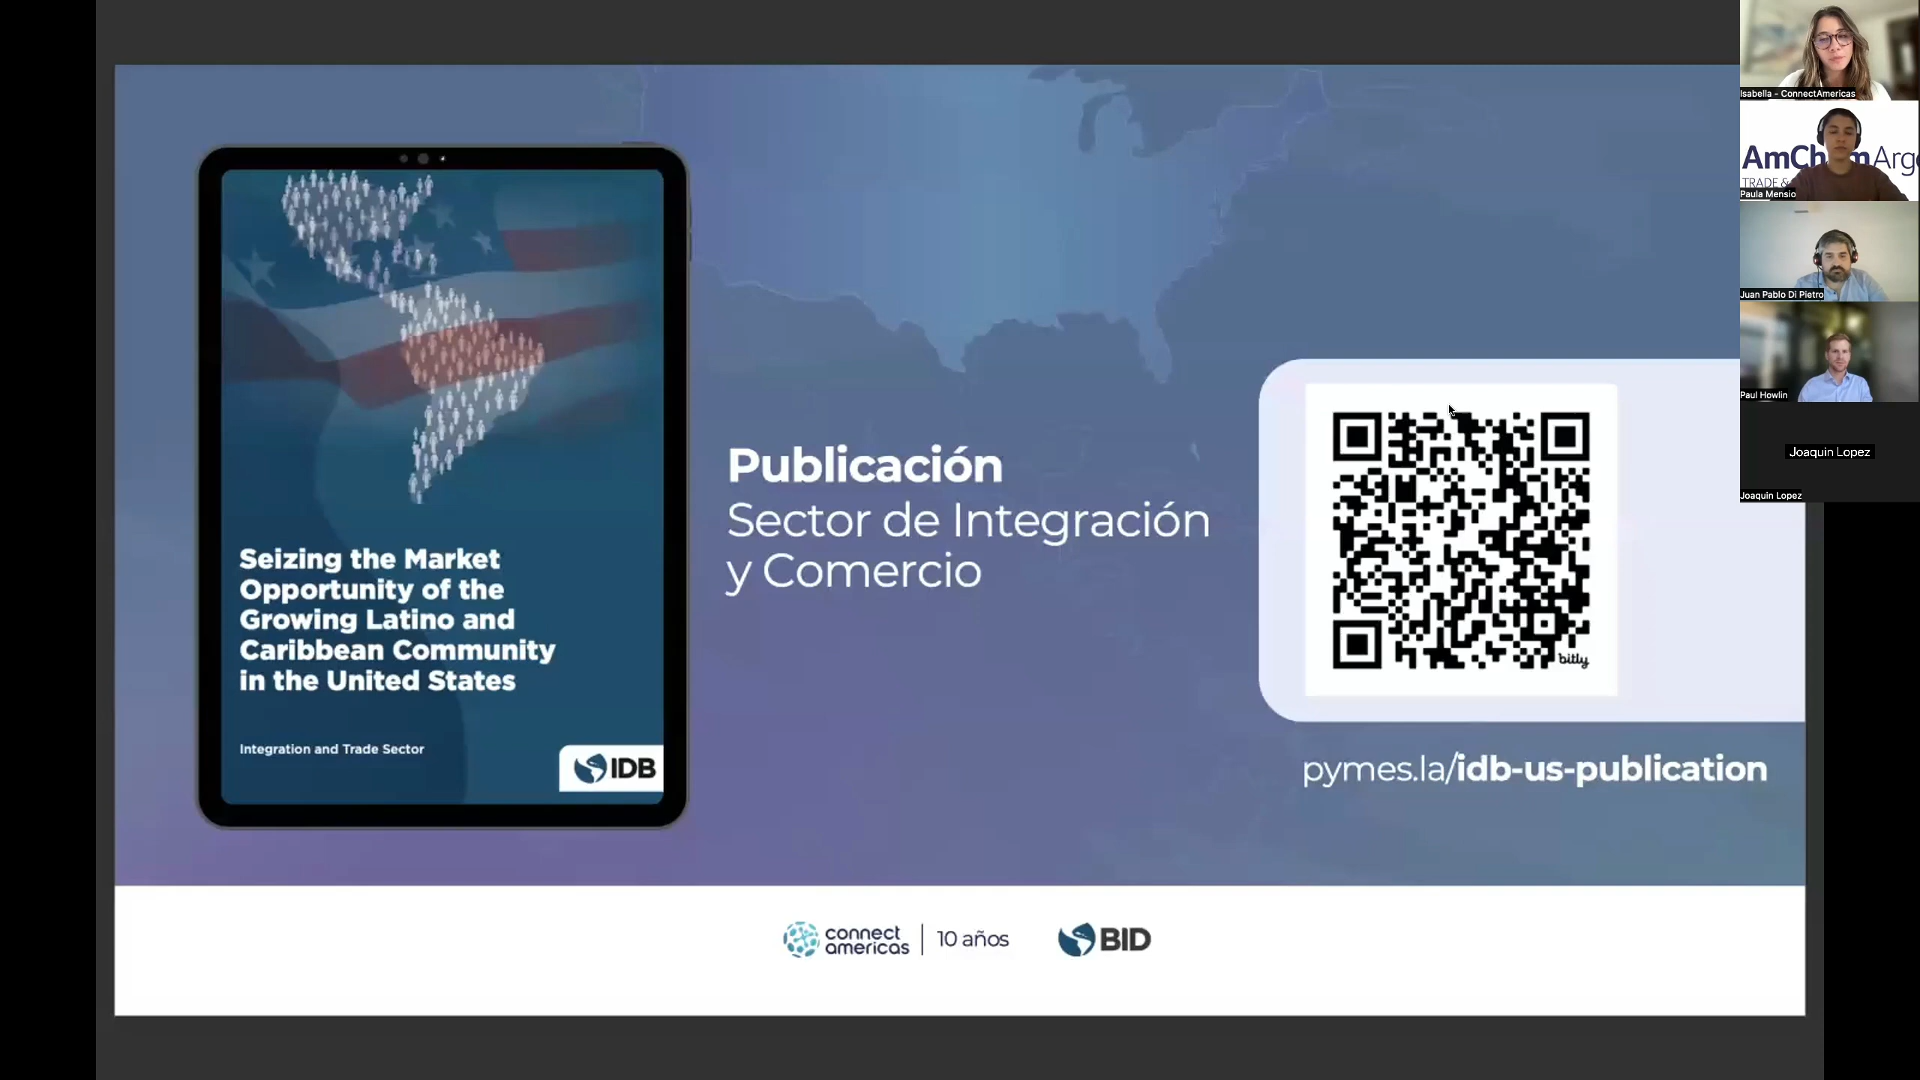 Seizing the Market
Opportunity of the
Growing Latino and
Caribbean Community
in the United States
Integration and Trade Sector
IDB
Publicación
Sector de Integración
y Comercio
bitly
pymes.la/idb-us-publication
connect
americas
10 años
BID
Isabella - ConnectAmericas
AmCh
m
Arg
TRADE &
Paula Mensio
Juan Pablo Di Pietro
Paul Howlin
Joaquin Lopez
Joaquin Lopez